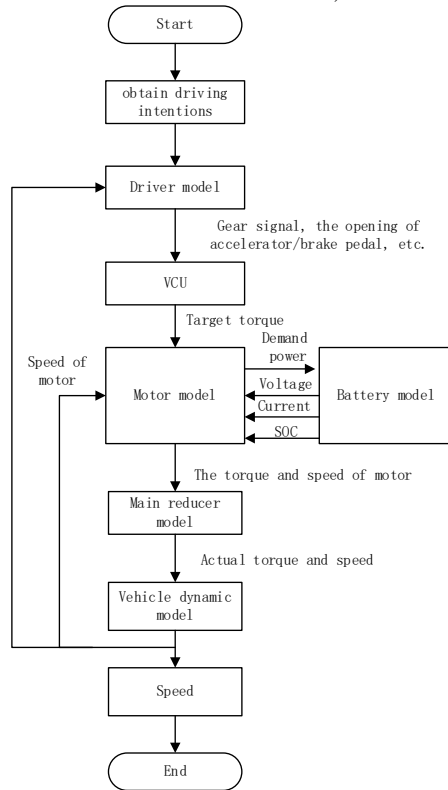 Start
obtain driving
intentions
Driver model
Gear signal, the opening of
accelerator/brake pedal, etc.
VCU
Target torque
Demand
power
Speed of
motor
Motor model
Voltage
Current
SOC
Battery model
The torque and speed of motor
Main reducer
model
Actual torque and speed
Vehicle dynamic
model
Speed
End